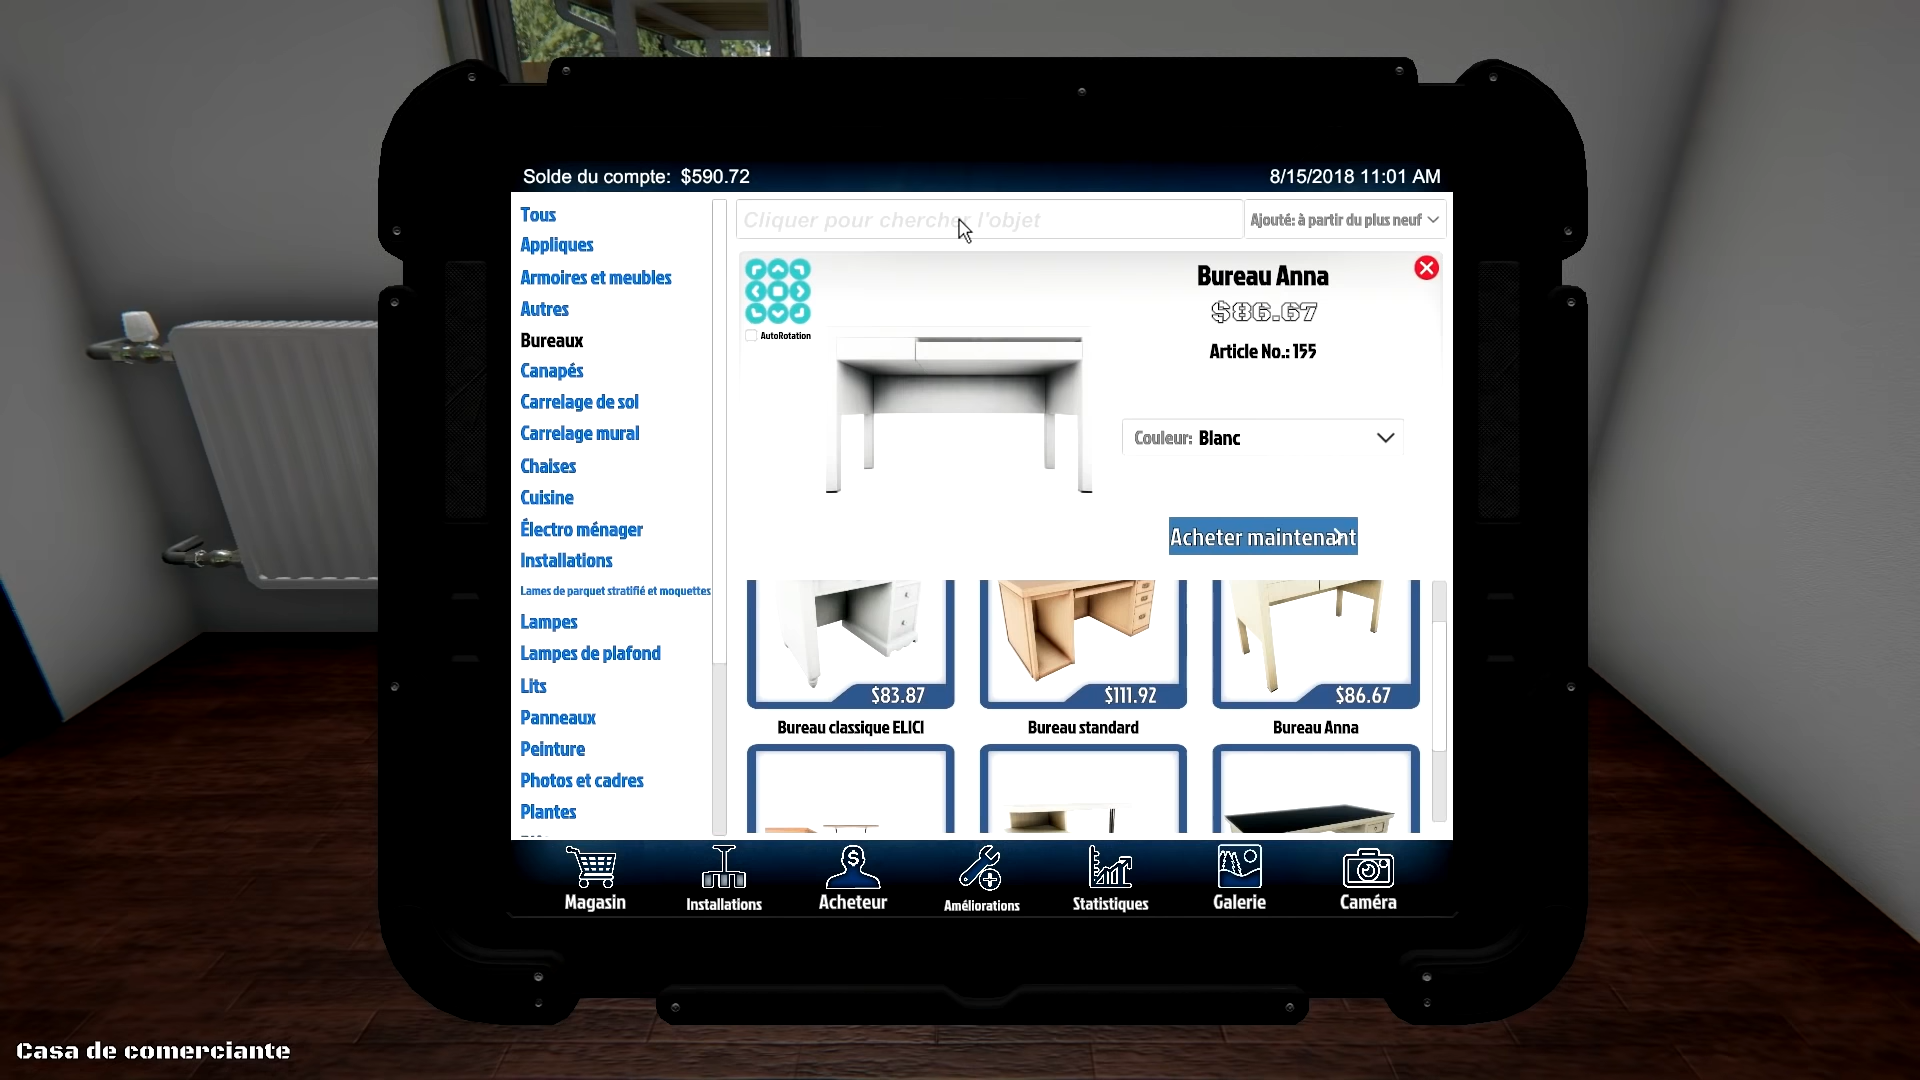 Solde du compte: $590.72
8/15/2018 11:01 AM
Tous
Appliques
Armoires et meubles
Autres
Bureaux
Canapés
Carrelage de sol
Carrelage mural
Chaises
Cuisine
Électro ménager
Installations
Lames de parquet stratifié et moquettes
Lampes
Lampes de plafond
Lits
Panneaux
Peinture
Photos et cadres
Plantes
Cliquer pour chercher l'objet
Ajouté: à partir du plus neuf
AutoRotation
Bureau Anna
$86.67
Article No.: 155
Couleur: Blanc
Acheter maintenant
$83.87
$111.92
$86.67
Bureau classique ELICI
Bureau standard
Bureau Anna
Magasin
Installations
Acheteur
Améliorations
Statistiques
Galerie
Caméra
Casa de comerciante